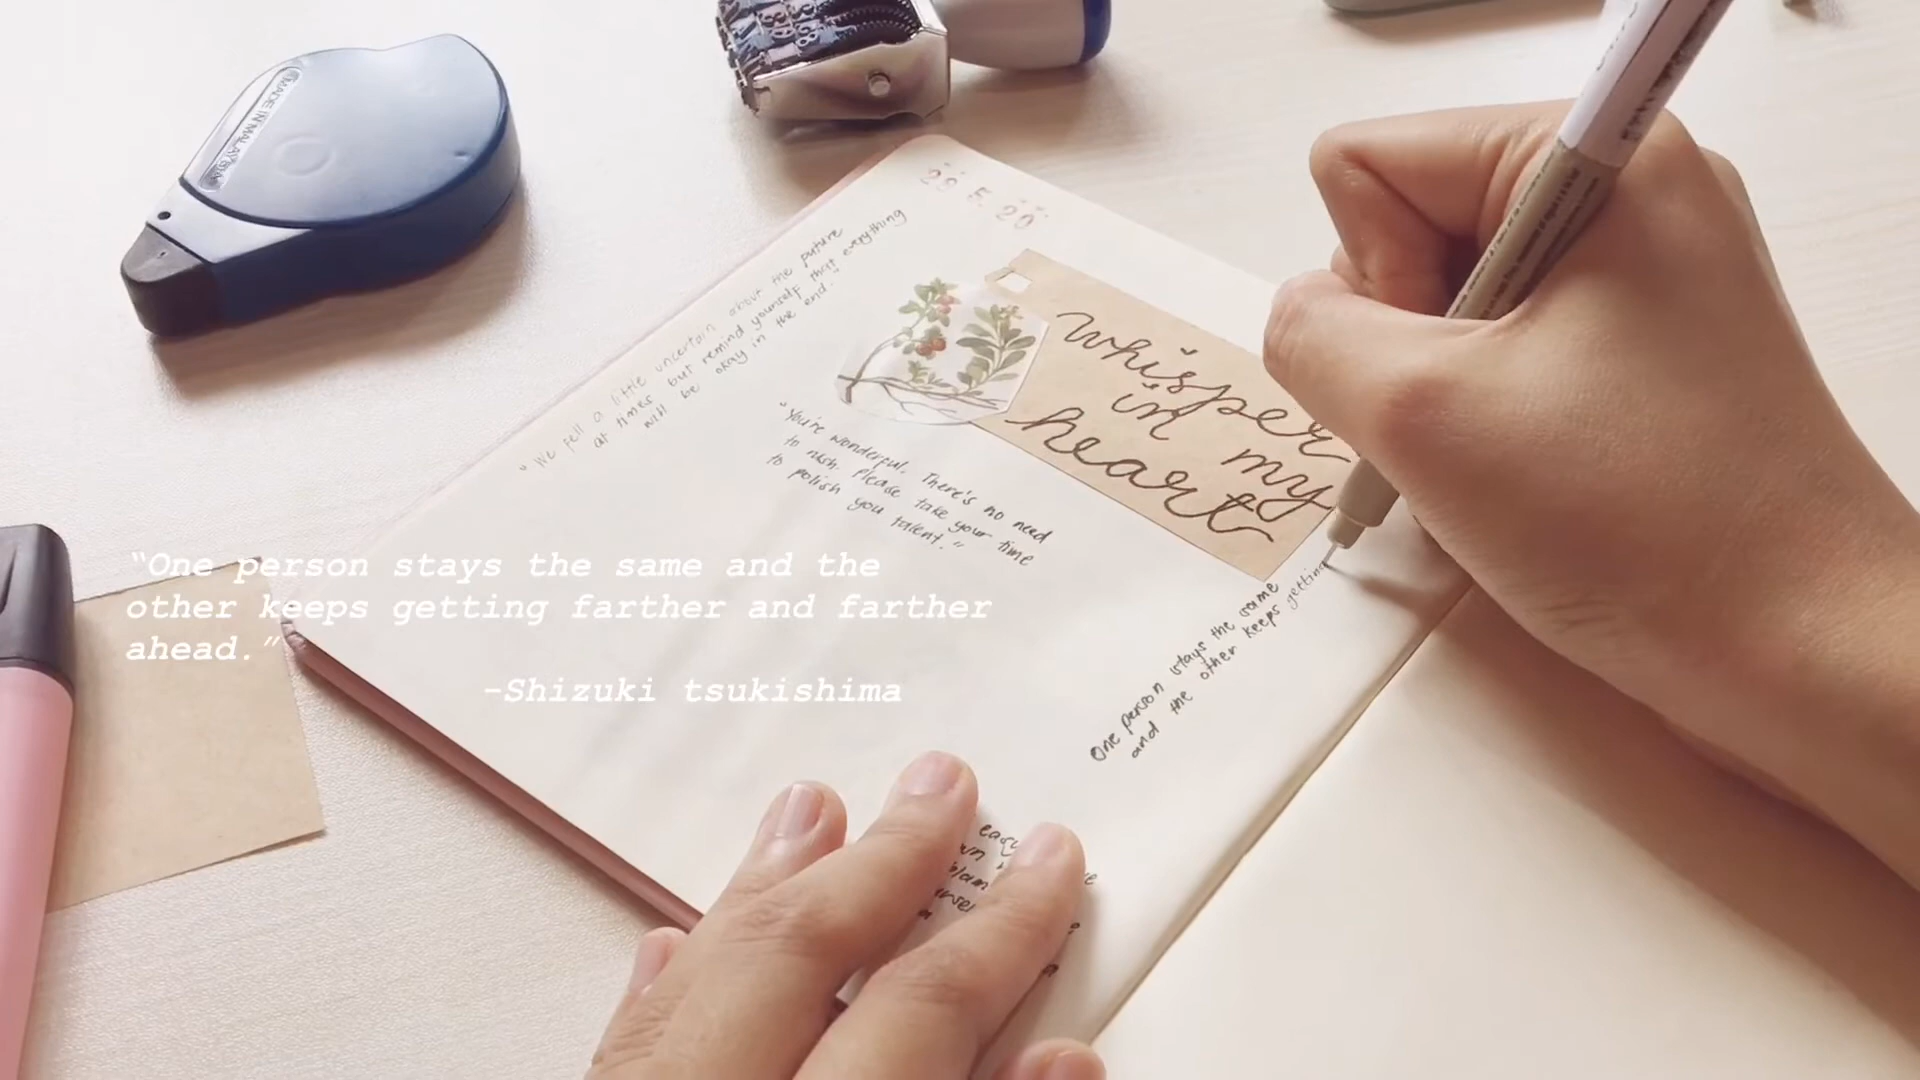 MADE IN MALAYSIA
29 5. 20
"We fell a little uncertain about the puture
at times but remind yourself that everything
will be okay in the end."
whisper
in my
heart
"You're wonderful. There's no need
to rush. Please take your time
to polish you talent."
"One person stays the same and the
other keeps getting farther and farther
ahead."
-Shizuki tsukishima
One person stays the same
and the other keeps getting